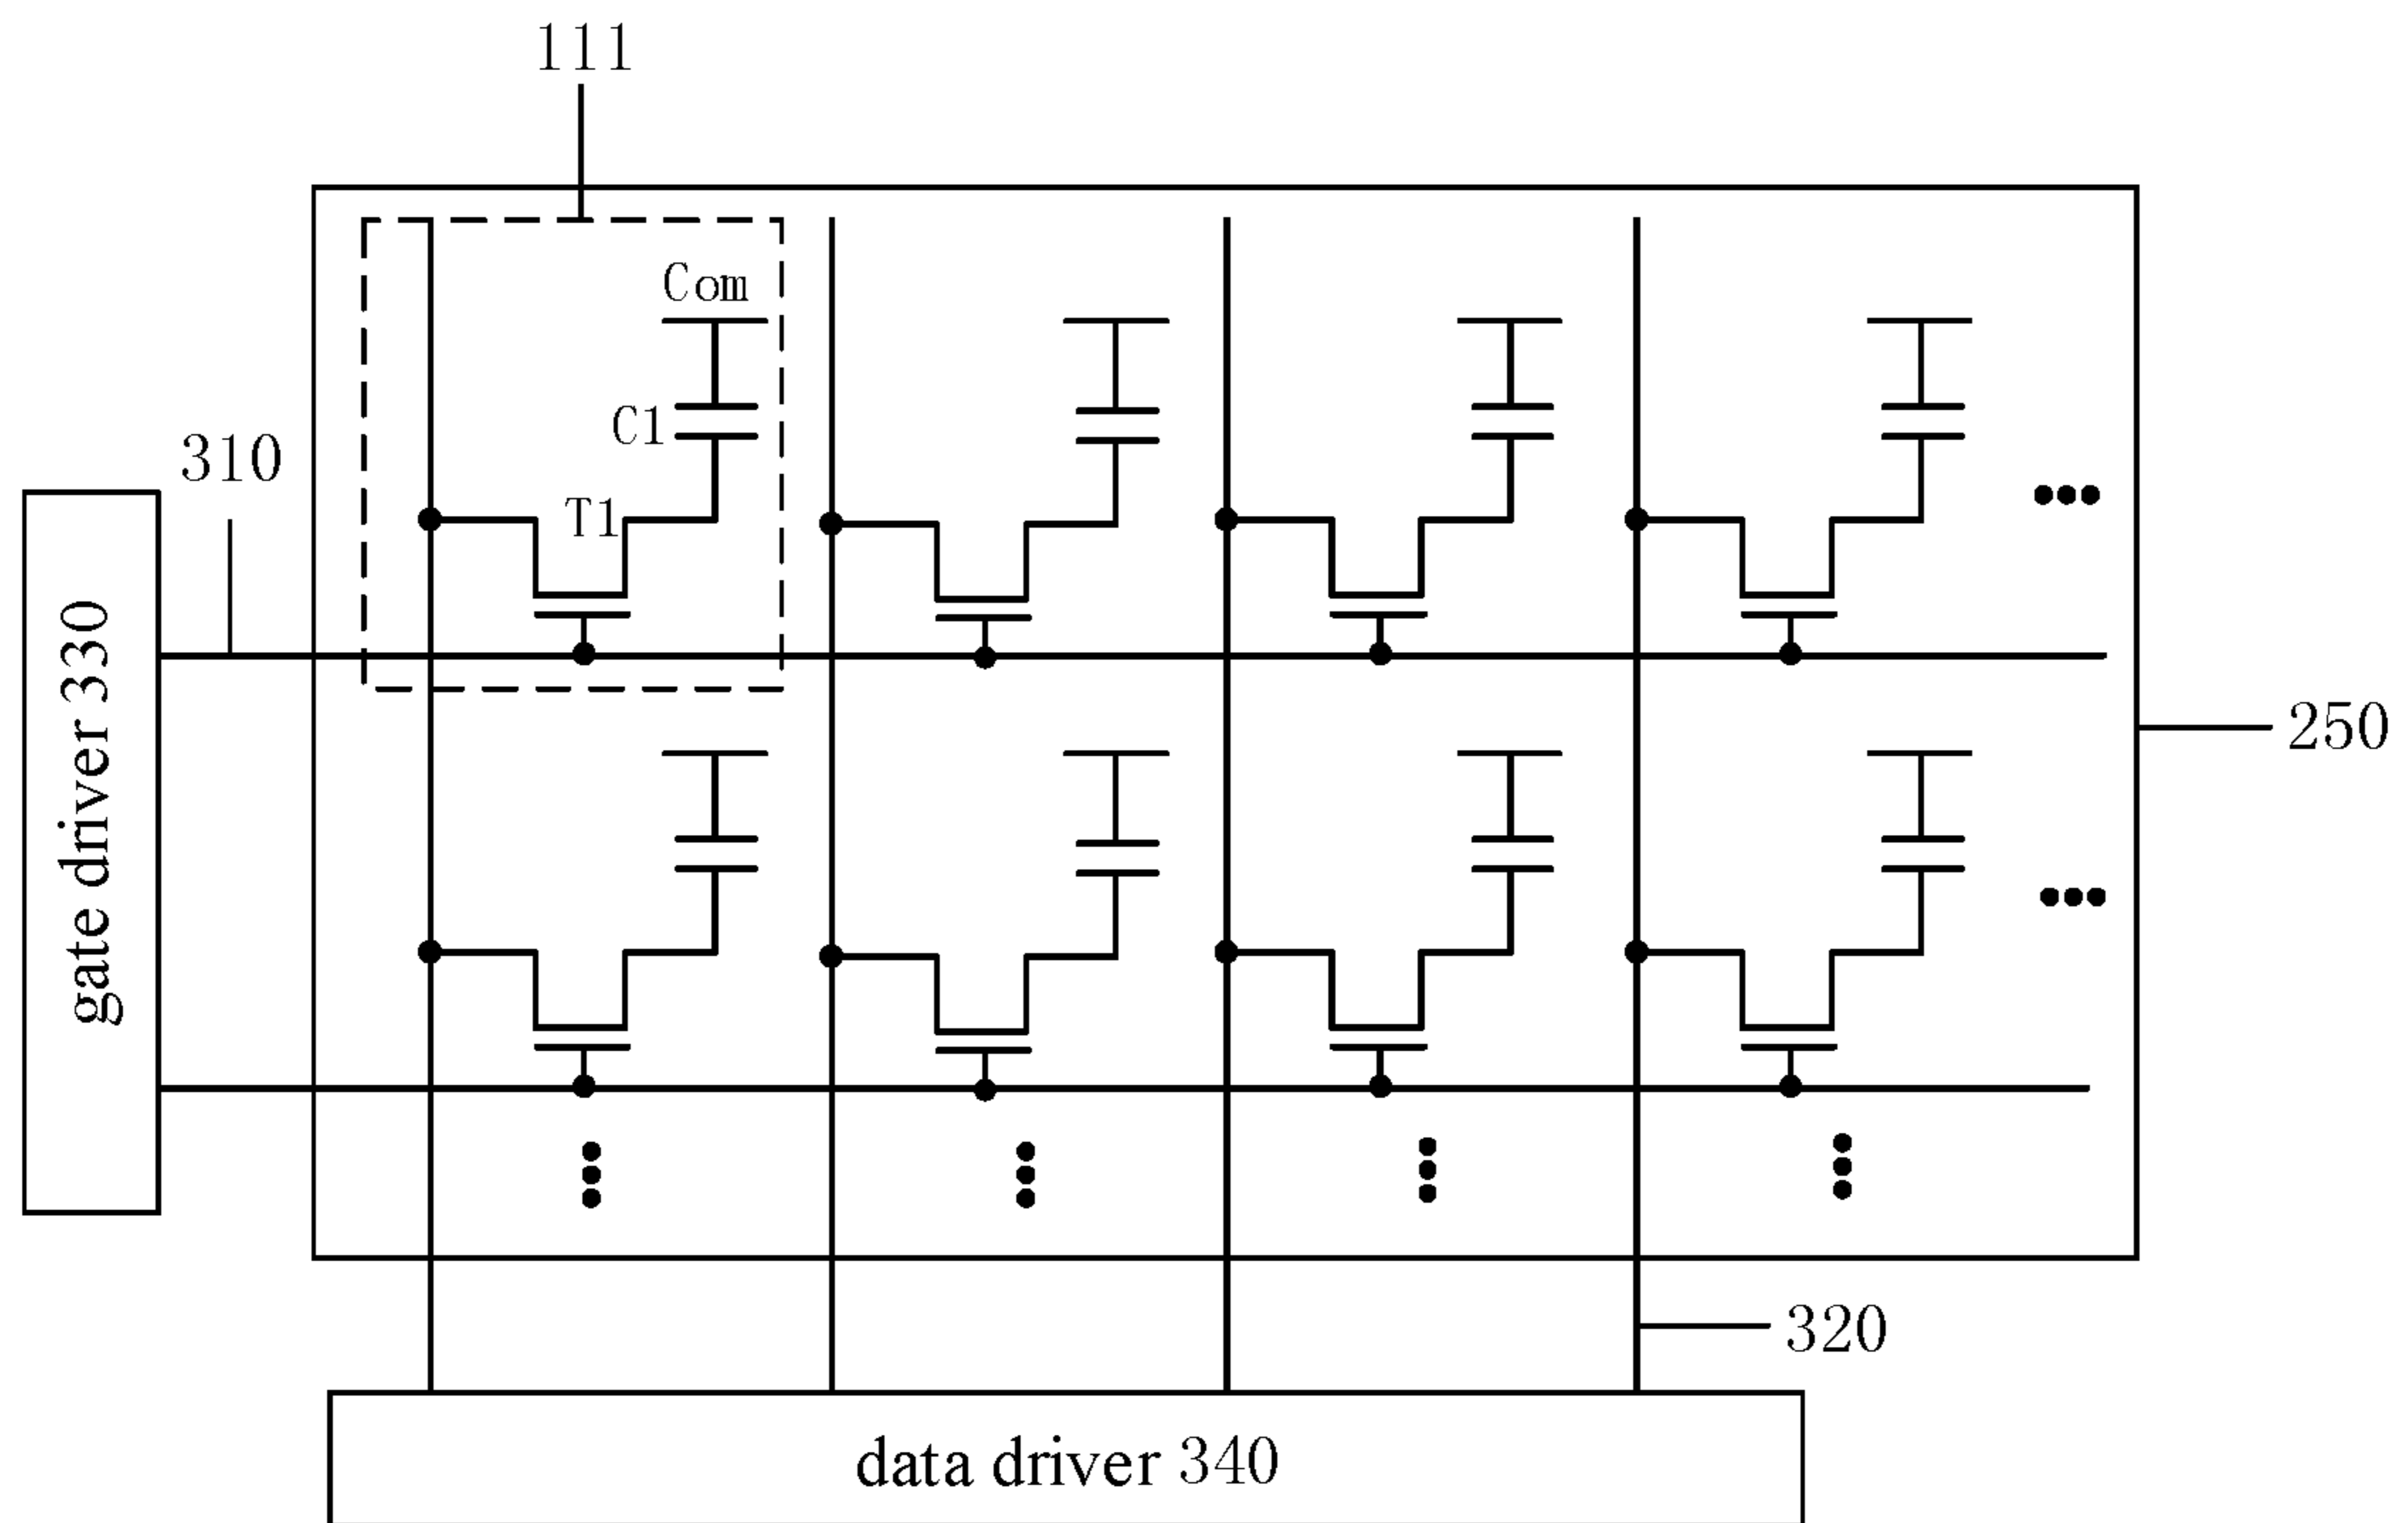 111
Com
C1
310
T1
gate driver 330
250
320
data driver 340